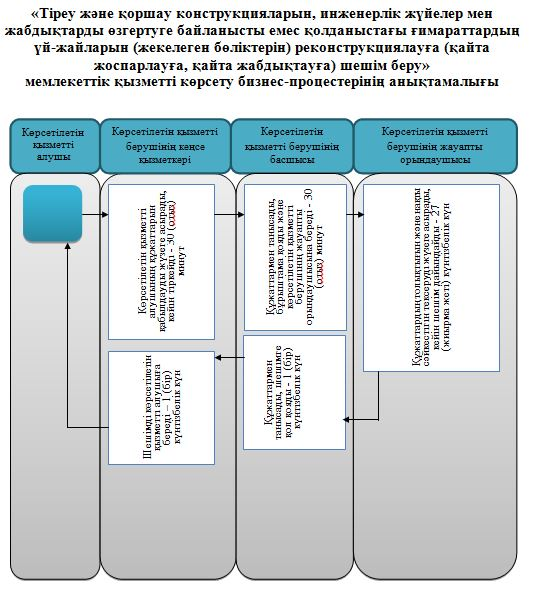 «Тіреу және қоршау конструкцияларын, инженерлік жүйелер мен
жабдықтарды өзгертуге байланысты емес қолданыстағы ғимараттардың
үй-жайларын (жекелеген бөліктерін) реконструкциялауға (қайта
жоспарлауға, қайта жабдықтауға) шешім беру»
мемлекеттік қызметті көрсету бизнес-процестерінің анықтамалығы
Көрсетілетін
қызметті
алушы
Көрсетілетін қызметті
берушінің кеңсе
қызметкері
Көрсетілетін
қызметті берушінің
басшысы
Көрсетілетін қызметті
берушінің жауапты
орындаушысы
Көрсетілетін қызметті
алушының құжаттарын
қабылдауды жүзеге асырады,
кейін тіркейді - 30 (отыз)
минут
Құжаттармен танысады,
бұрыштама қояды және
көрсетілетін қызметті
берушінің жауапты
орындаушысына береді - 30
(отыз) минут
Құжаттардың толықтығын және нақты
сәйкестігін тексеруді жүзеге асырады,
кейін шешім дайындайды - 27
(жиырма жеті) күнтізбелік күн
Шешімді көрсетілетін
қызметті алушыға
береді – 1 (бір)
күнтізбелік күн
Құжаттармен
танысады, шешімге
қол қояды - 1 (бір)
күнтізбелік күн